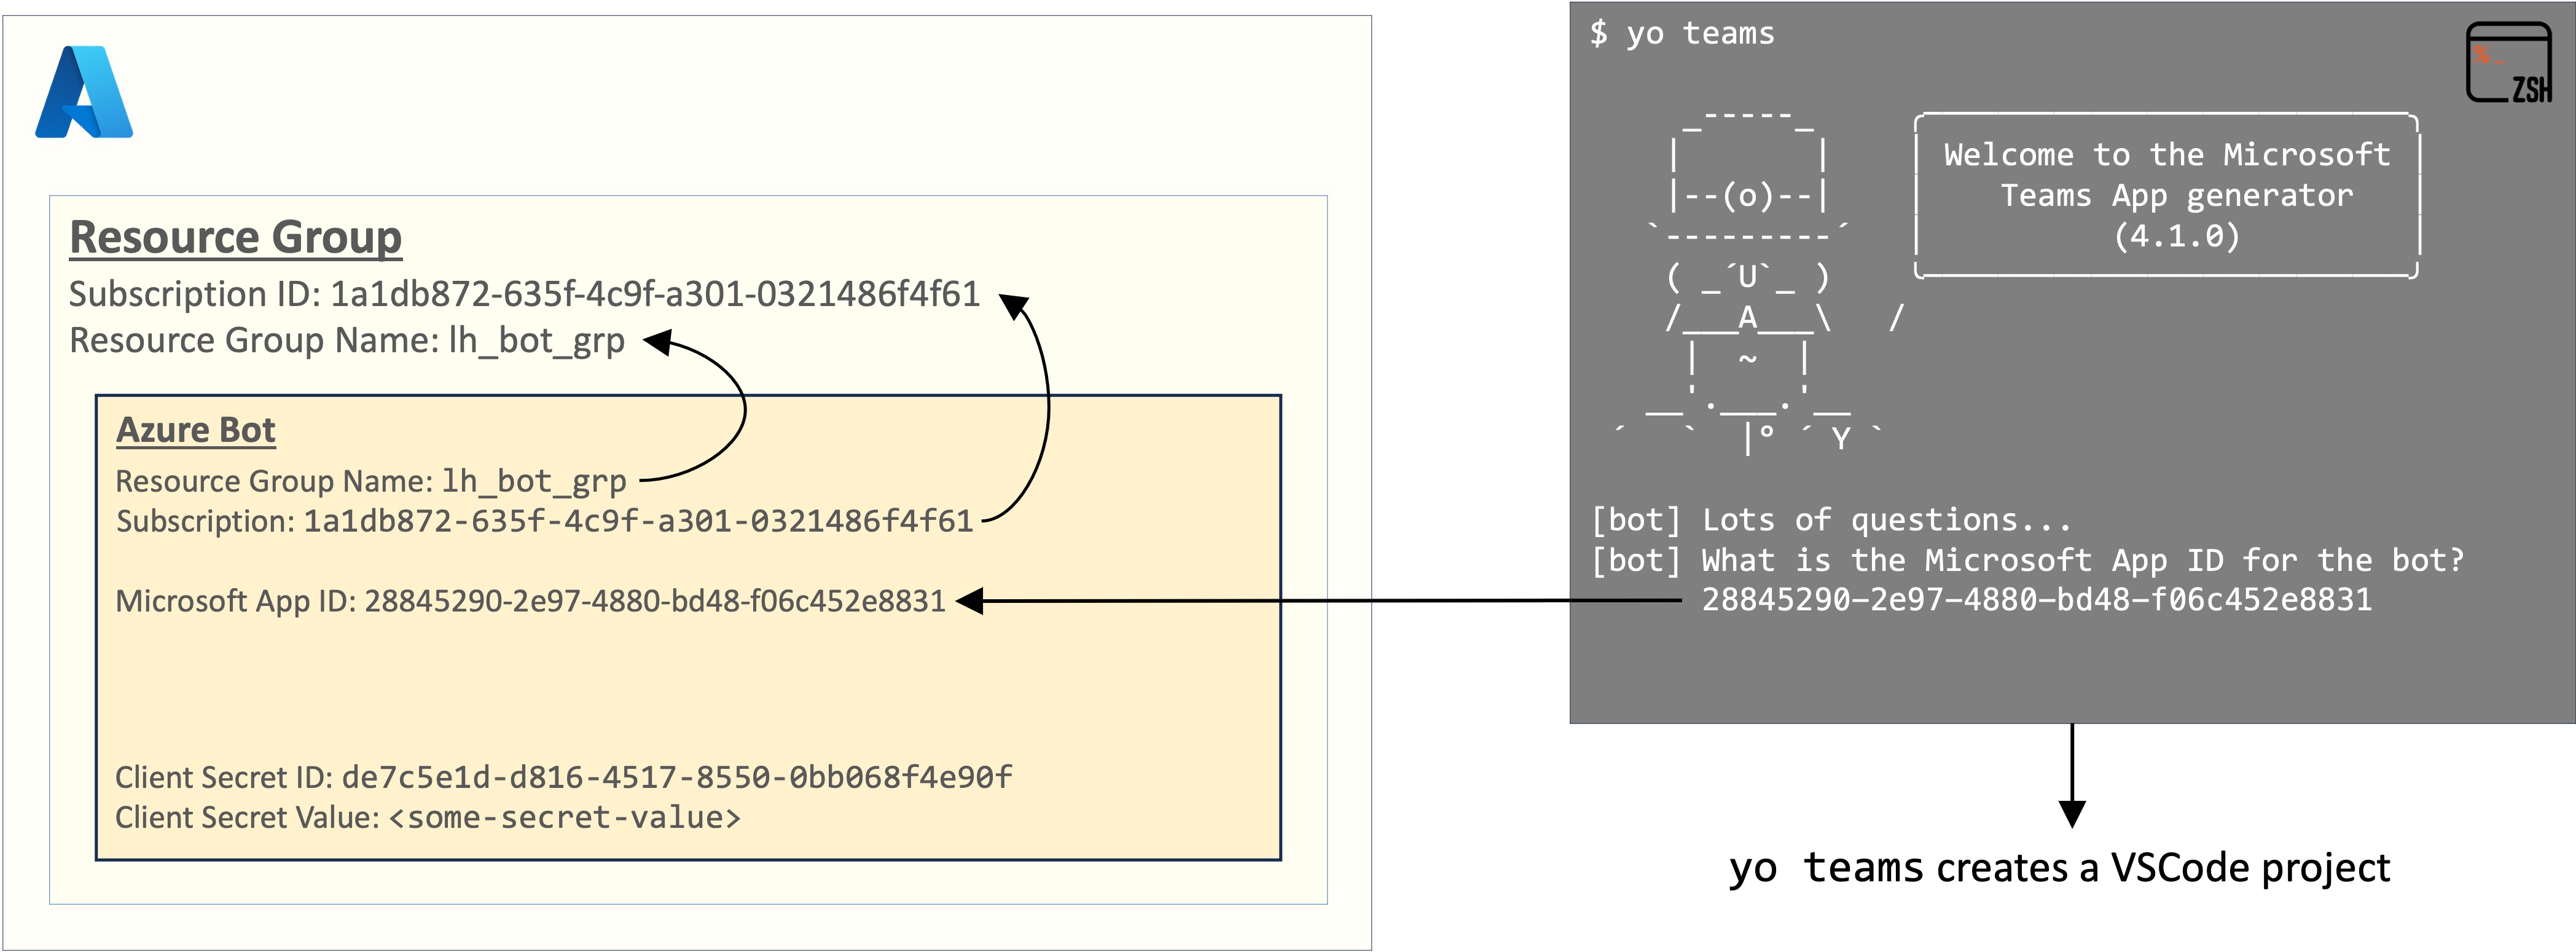 Resource Group
Subscription ID: 1a1db872-635f-4c9f-a301-0321486f4f61
Resource Group Name: lh_bot_grp
Azure Bot
Resource Group Name: lh_bot_grp
Subscription: 1a1db872-635f-4c9f-a301-0321486f4f61
Microsoft App ID: 28845290-2e97-4880-bd48-f06c452e8831
Client Secret ID: de7c5e1d-d816-4517-8550-0bb068f4e90f
Client Secret Value: <some-secret-value>
$ yo teams
%_
ZSH
Welcome to the Microsoft
Teams App generator
(4.1.0)
[bot] Lots of questions...
[bot] What is the Microsoft App ID for the bot?
28845290-2e97-4880-bd48-f06c452e8831
yo teams creates a VSCode project